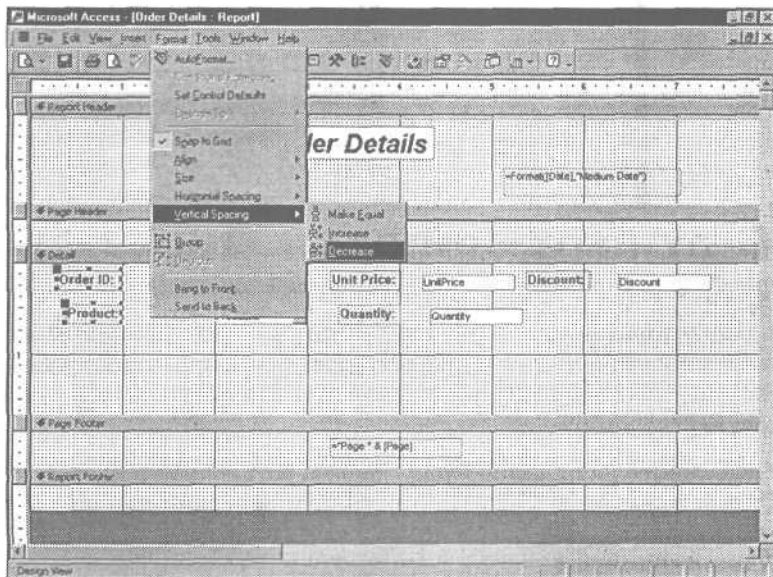 Microsoft Access - [Order Details : Report]
File Edit View Insert Format Tools Window Help
AutoFormat...
Set Control Defaults
Snap to Grid
Align
Size
Horizontal Spacing
Vertical Spacing
Group
Bring to Front
Send to Back
Make Equal
Increase
Decrease
Report Header
der Details
=Format([Date],"Medium Date")
Page Header
Detail
Order ID:
Unit Price:
UnitPrice
Discount:
Discount
Product:
Quantity:
Quantity
Page Footer
="Page " & [Page]
Report Footer
Design View